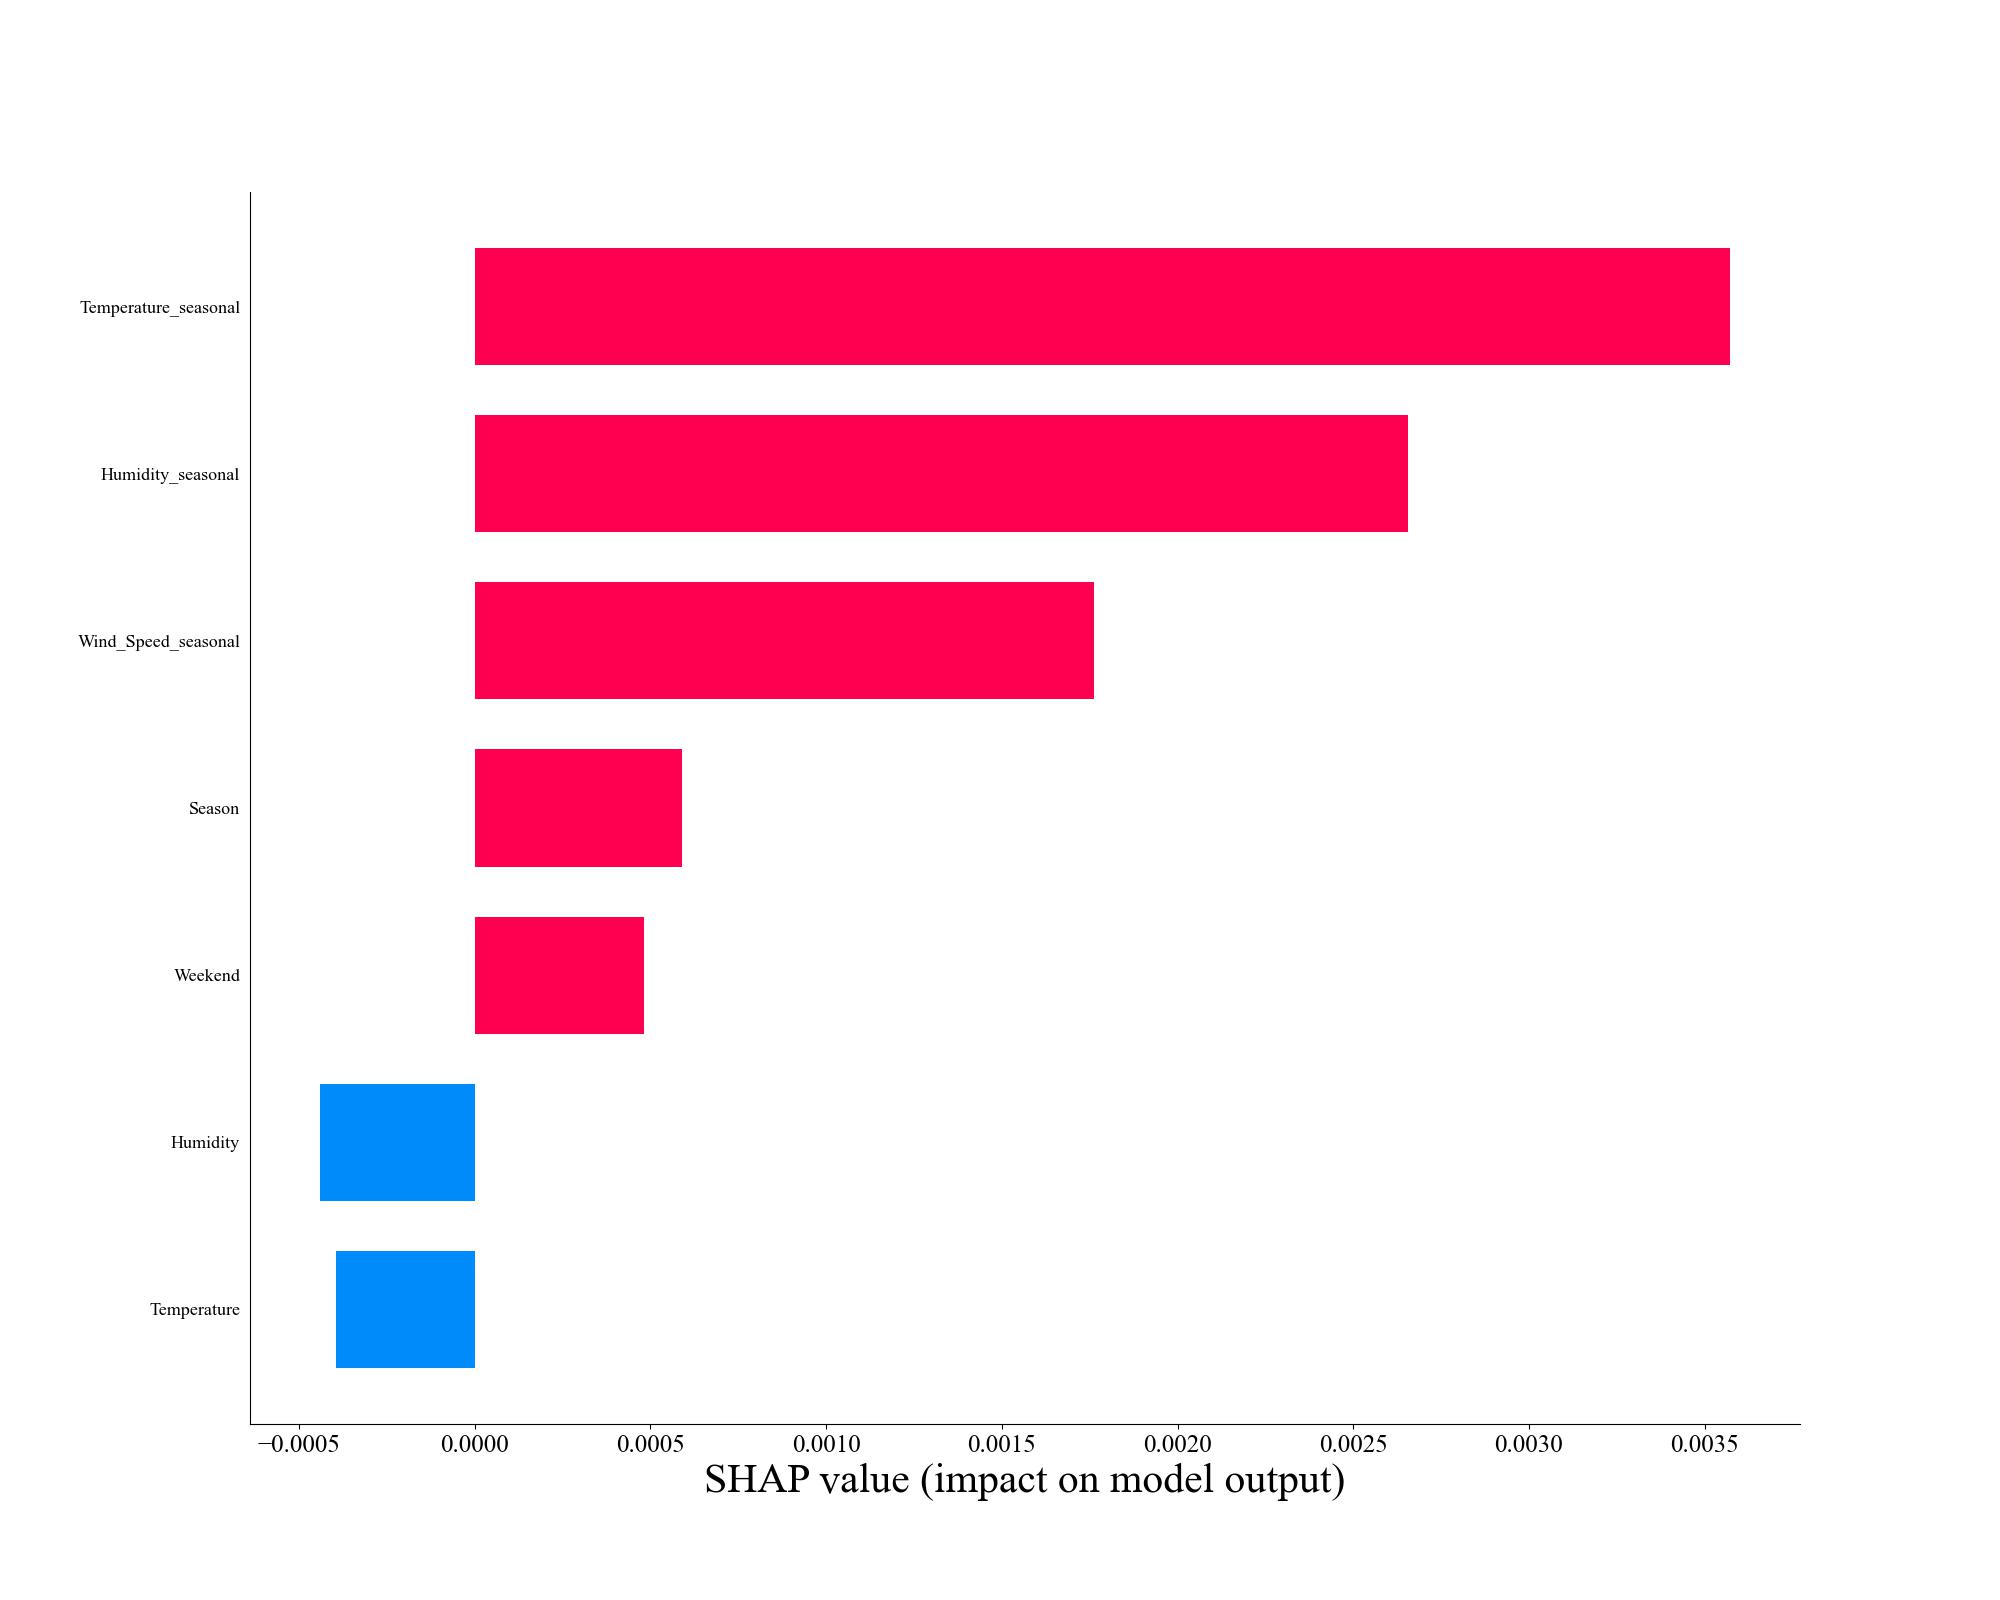 Temperature_seasonal
Humidity_seasonal
Wind_Speed_seasonal
Season
Weekend
Humidity
Temperature
−0.0005 0.0000 0.0005 0.0010 0.0015 0.0020 0.0025 0.0030 0.0035
SHAP value (impact on model output)